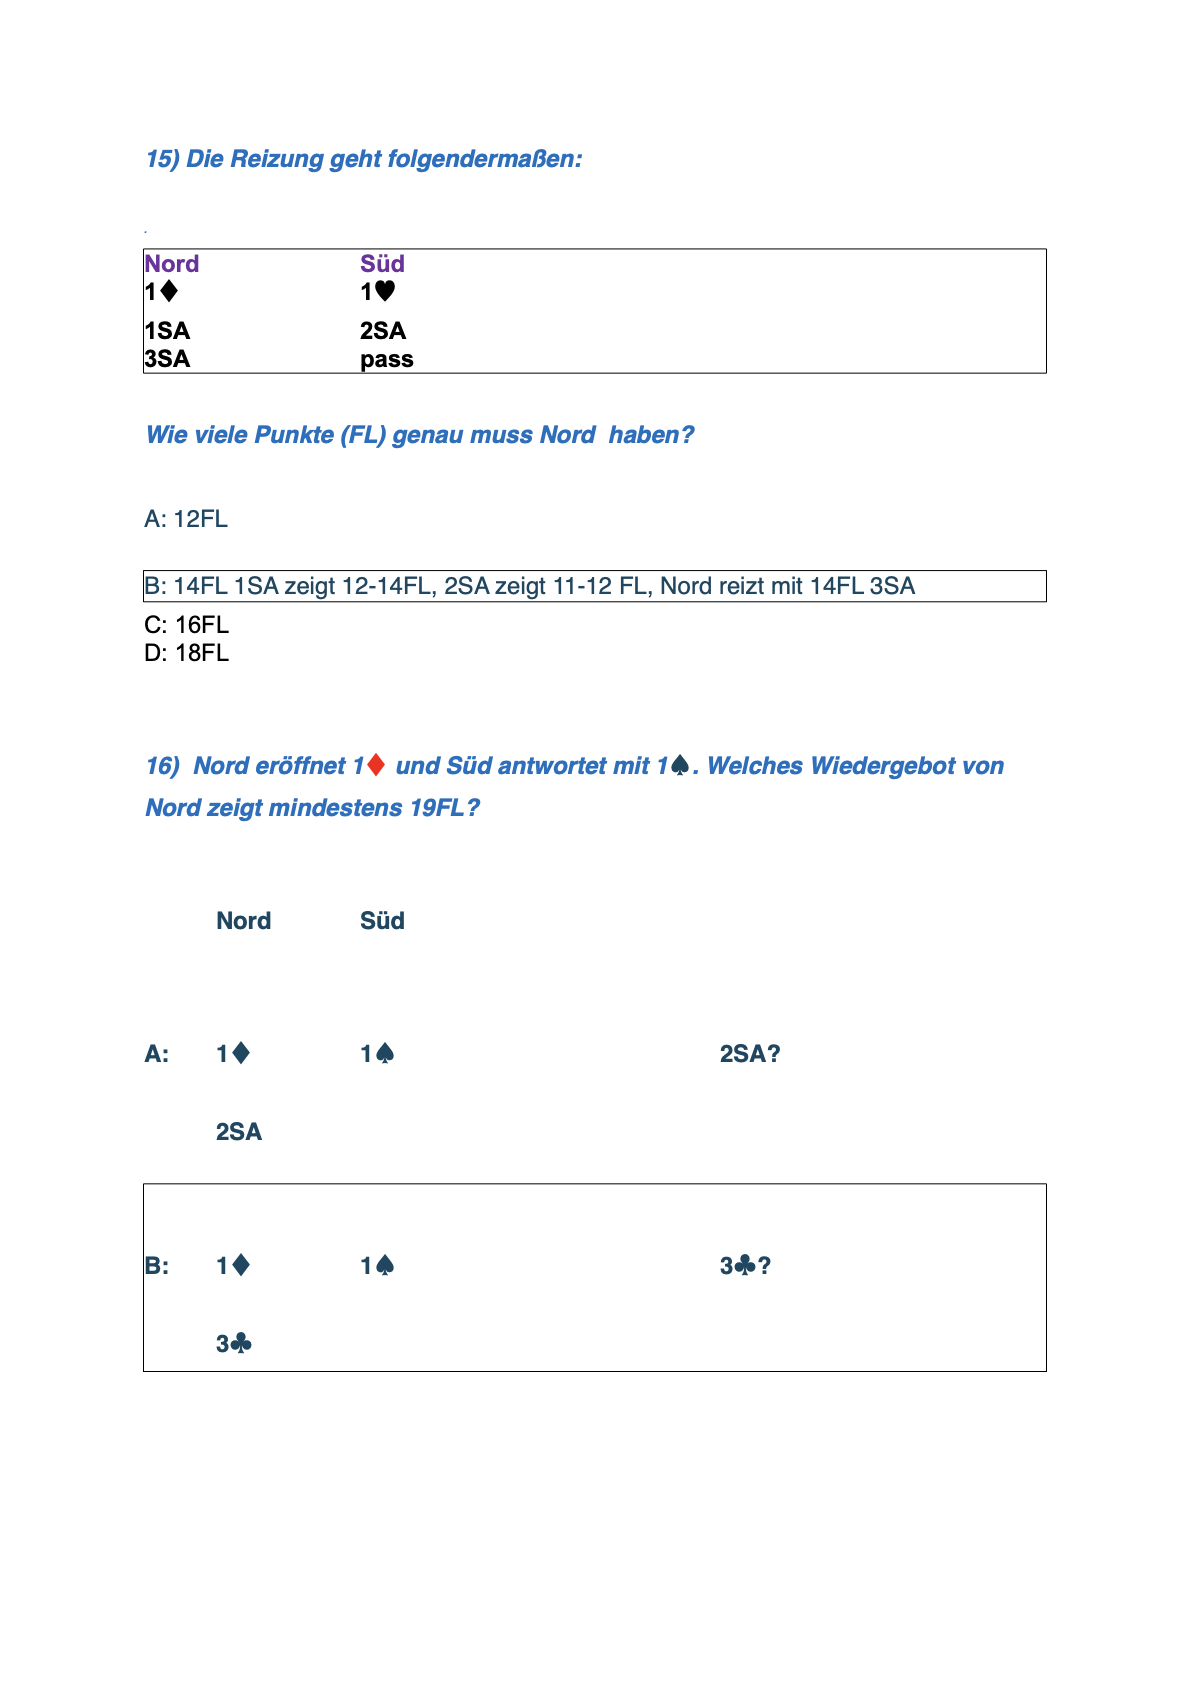 15) Die Reizung geht folgendermaßen:
.
Nord Süd
1♦ 1♥
1SA 2SA
3SA pass
Wie viele Punkte (FL) genau muss Nord haben?
A: 12FL
B: 14FL 1SA zeigt 12-14FL, 2SA zeigt 11-12 FL, Nord reizt mit 14FL 3SA
C: 16FL
D: 18FL
16) Nord eröffnet 1♦ und Süd antwortet mit 1♠. Welches Wiedergebot von
Nord zeigt mindestens 19FL?
Nord Süd
A: 1♦ 1♠ 2SA?
2SA
B: 1♦ 1♠ 3♣?
3♣